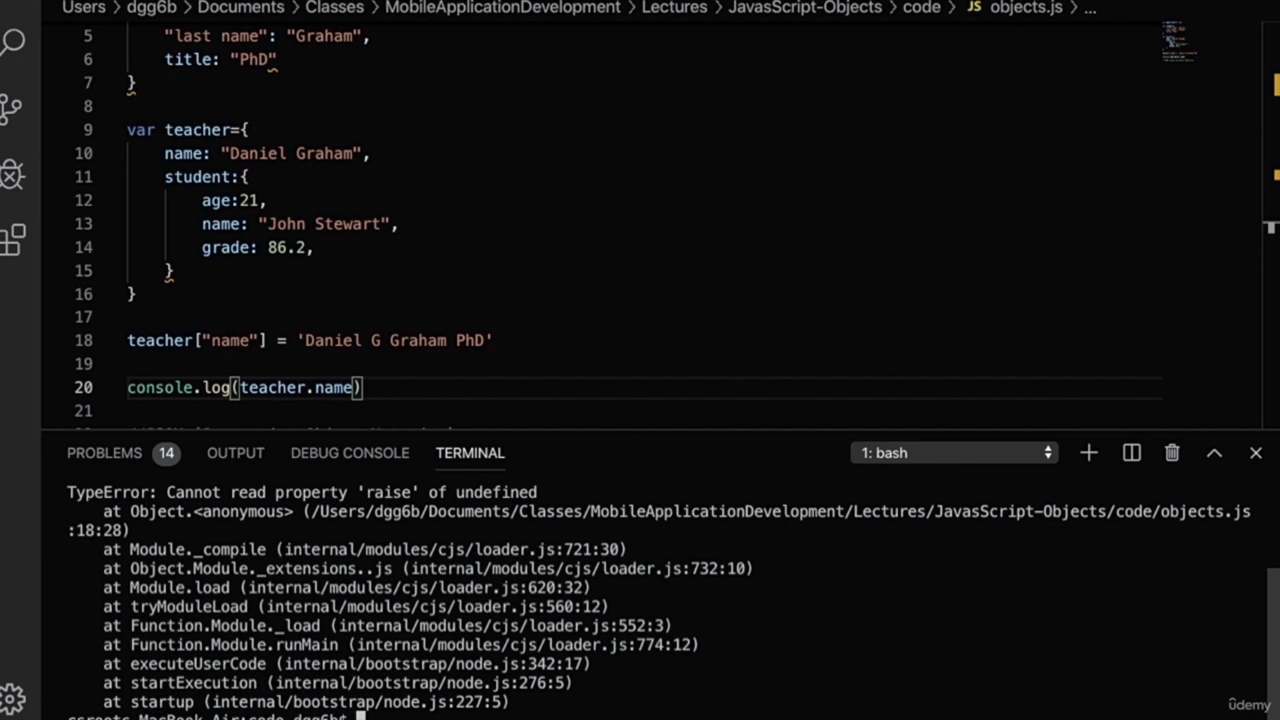 Users > dgg6b > Documents > Classes > MobileApplicationDevelopment > Lectures > JavasScript-Objects > code > JS objects.js > ...
5 "last name": "Graham",
6 title: "PhD"
7 }
8
9 var teacher={
10 name: "Daniel Graham",
11 student:{
12 age:21,
13 name: "John Stewart",
14 grade: 86.2,
15 }
16 }
17
18 teacher["name"] = 'Daniel G Graham PhD'
19
20 console.log(teacher.name)
21
PROBLEMS 14 OUTPUT DEBUG CONSOLE TERMINAL 1: bash
TypeError: Cannot read property 'raise' of undefined
at Object.<anonymous> (/Users/dgg6b/Documents/Classes/MobileApplicationDevelopment/Lectures/JavasScript-Objects/code/objects.js
:18:28)
at Module._compile (internal/modules/cjs/loader.js:721:30)
at Object.Module._extensions..js (internal/modules/cjs/loader.js:732:10)
at Module.load (internal/modules/cjs/loader.js:620:32)
at tryModuleLoad (internal/modules/cjs/loader.js:560:12)
at Function.Module._load (internal/modules/cjs/loader.js:552:3)
at Function.Module.runMain (internal/modules/cjs/loader.js:774:12)
at executeUserCode (internal/bootstrap/node.js:342:17)
at startExecution (internal/bootstrap/node.js:276:5)
at startup (internal/bootstrap/node.js:227:5)
MacBook-Air:code dgg6b$
ûdemy